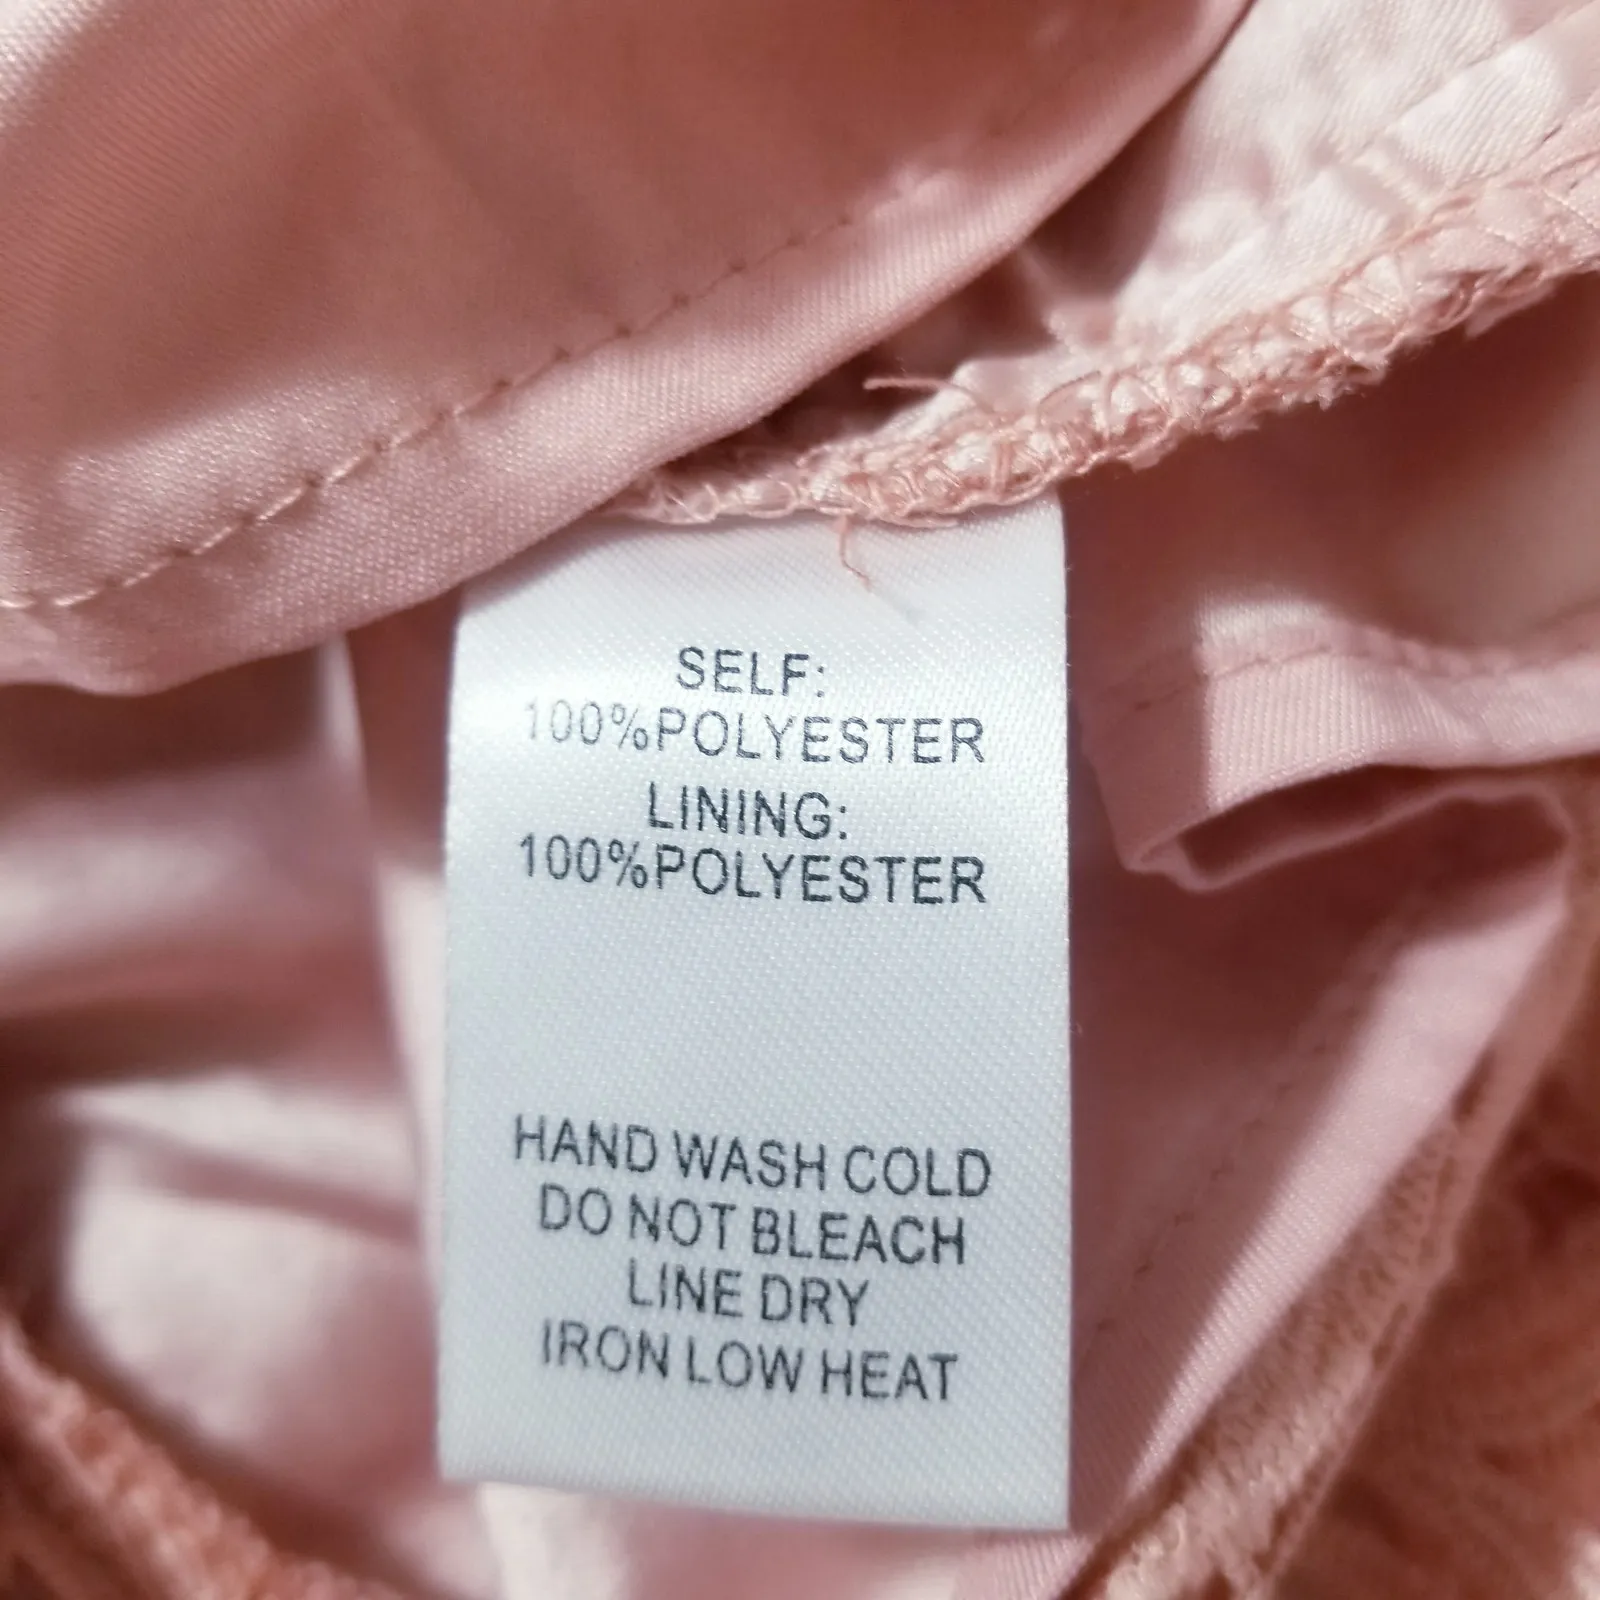 SELF:
100%POLYESTER
LINING:
100%POLYESTER
HAND WASH COLD
DO NOT BLEACH
LINE DRY
IRON LOW HEAT